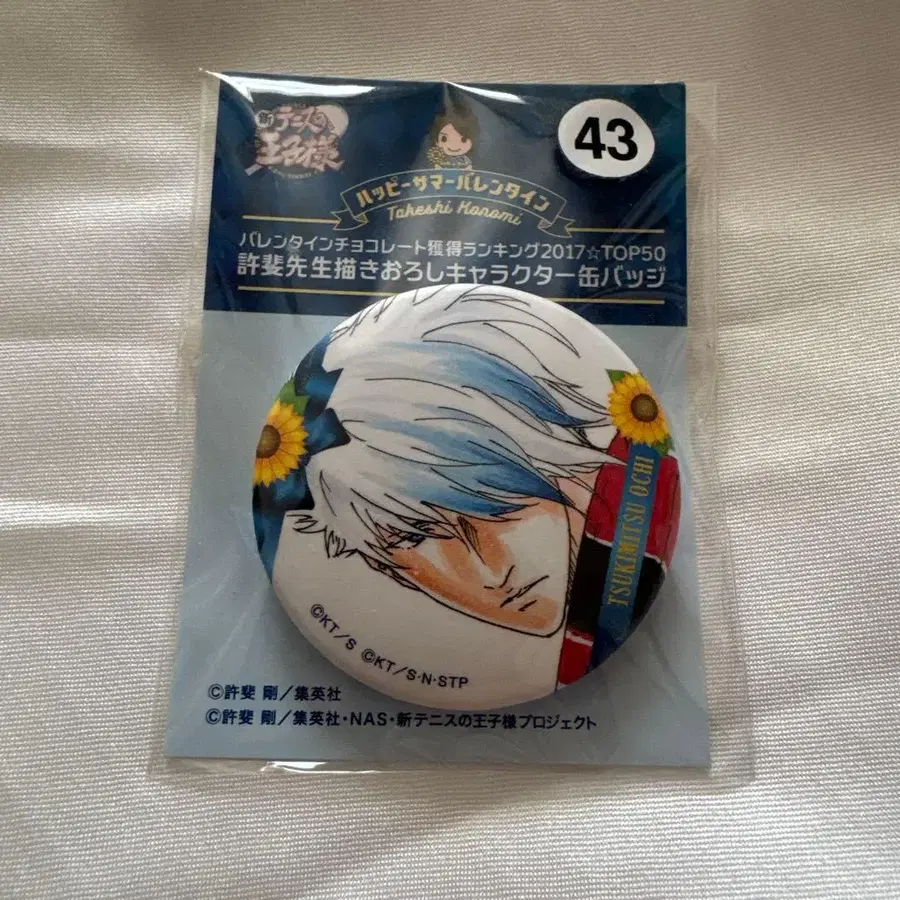 新テニスの
王子様
43
ハッピーサマーバレンタイン
Takeshi Konomi
バレンタインチョコレート獲得ランキング2017☆TOP50
許斐先生描きおろしキャラクター缶バッジ
TSUKIMITSU OCHI
©KT/S ©KT/S·N·STP
©許斐 剛/集英社
©許斐 剛/集英社・NAS・新テニスの王子様プロジェクト